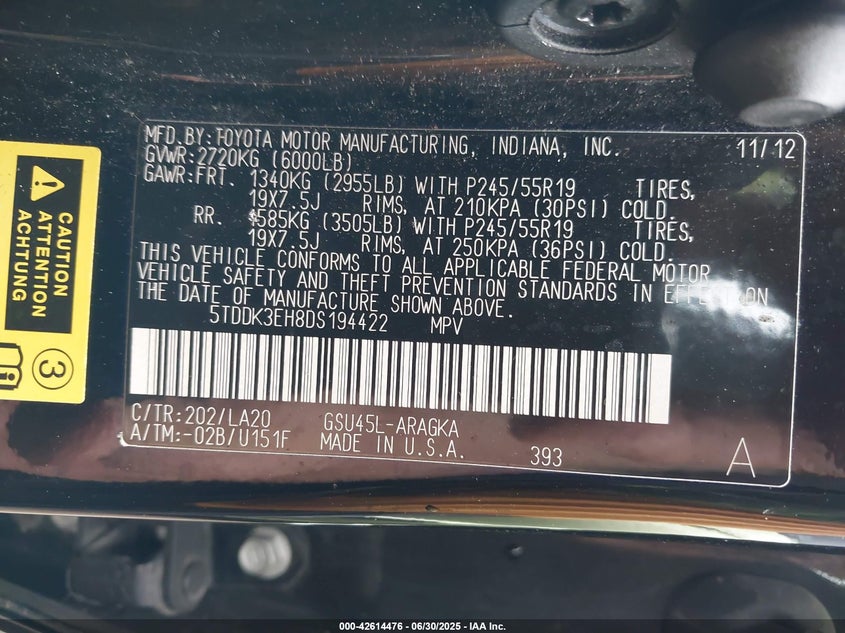 MFD.BY:TOYOTA MOTOR MANUFACTURING, INDIANA, INC. 11/12
GVWR:2720KG (6000LB)
GAWR:FRT. 1340KG (2955LB) WITH P245/55R19 TIRES,
19X7.5J RIMS, AT 210KPA (30PSI) COLD.
RR. 1585KG (3505LB) WITH P245/55R19 TIRES,
19X7.5J RIMS, AT 250KPA (36PSI) COLD.
THIS VEHICLE CONFORMS TO ALL APPLICABLE FEDERAL MOTOR
VEHICLE SAFETY AND THEFT PREVENTION STANDARDS IN EFFECT ON
THE DATE OF MANUFACTURE SHOWN ABOVE.
5TDDK3EH8DS194422 MPV
C/TR:202/LA20 GSU45L-ARAGKA
A/TM:-02B/U151F MADE IN U.S.A. 393
A
CAUTION
ATTENTION
3
000-42614476 - 06/30/2025 - IAA Inc.